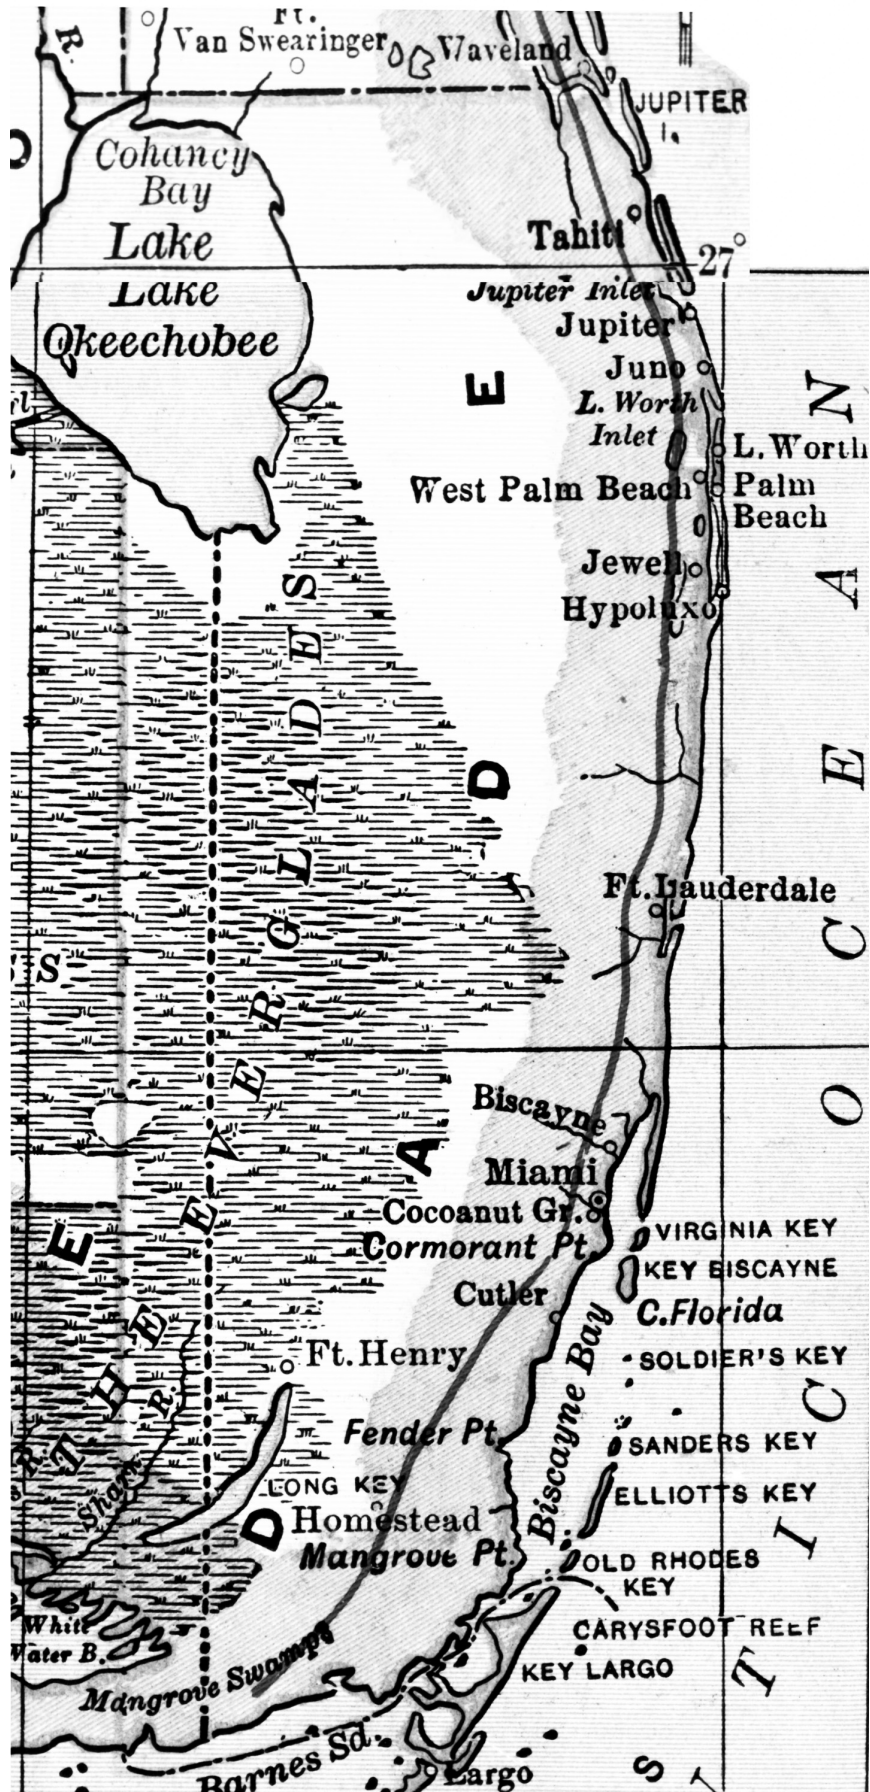 Ft.
Van Swearinger
R.
Waveland
JUPITER
I.
Cohancy
Bay
Lake
Tahiti
27°
Lake
Okeechobee
Jupiter Inlet
Jupiter
Juno
L. Worth
Inlet
L. Worth
West Palm Beach
Palm
Beach
Jewell
Hypoluxo
Ft. Lauderdale
EVERGLADES
THE
DADE
OCEAN
Biscayne
Miami
Cocoanut Gr.
Cormorant Pt.
VIRGINIA KEY
KEY BISCAYNE
Cutler
C. Florida
Biscayne Bay
Ft. Henry
SOLDIER'S KEY
Fender Pt.
SANDERS KEY
LONG KEY
ELLIOTTS KEY
Shark R.
R.
Homestead
Mangrove Pt.
OLD RHODES
KEY
White
Water B.
CARYSFOOT REEF
Mangrove Swamps
KEY LARGO
Barnes Sd.
Largo
TIC